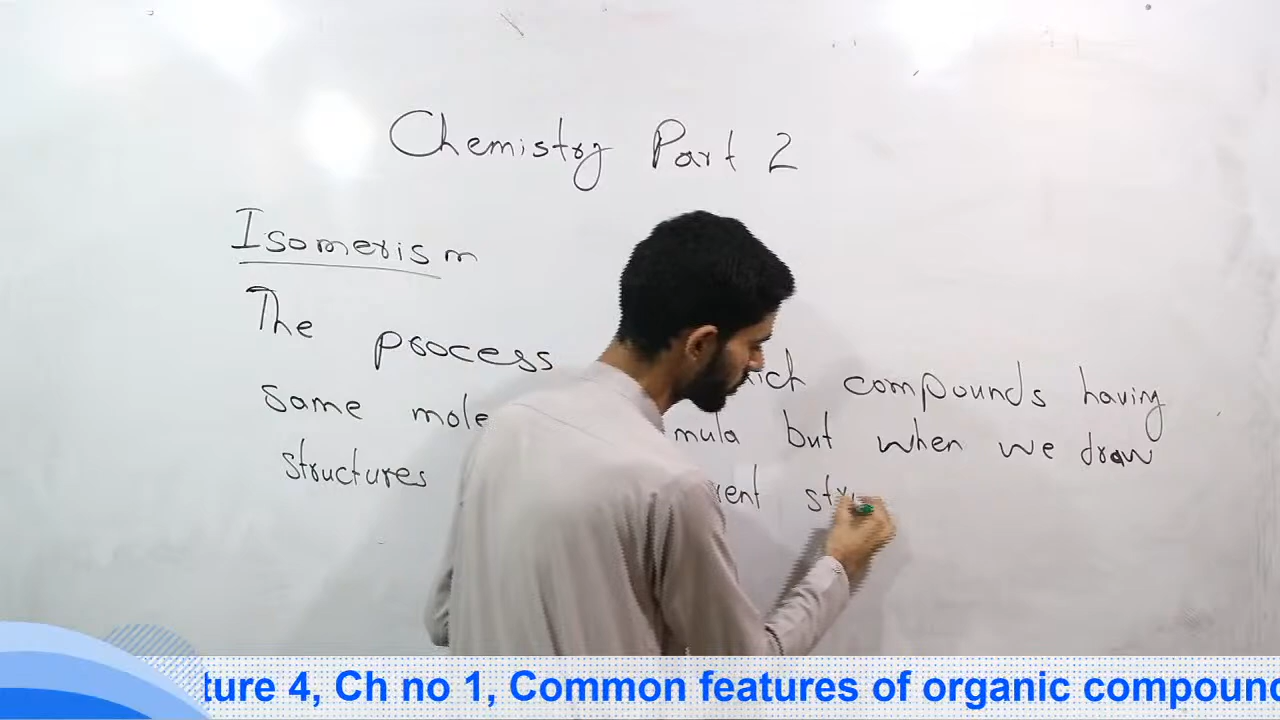 Chemistry Part 2
Isomerism
The process compounds having
same mole mula but when we draw
structures rent str
ture 4, Ch no 1, Common features of organic compound